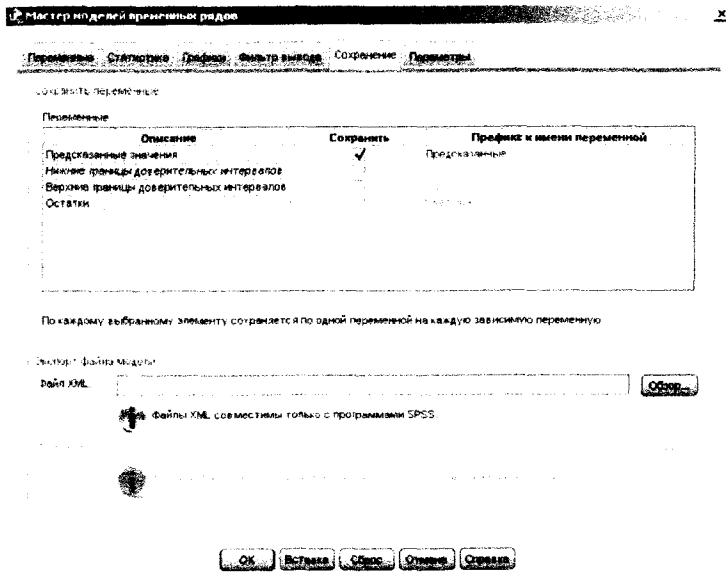 Мастер моделей временных рядов
Переменные Статистики Графики Фильтр вывода Сохранение Параметры
Сохранить переменные
Переменные
Описание Сохранить Префикс к имени переменной
Предсказанные значения Предсказанные
Нижние границы доверительных интервалов
Верхние границы доверительных интервалов
Остатки
По каждому выбранному элементу сохраняется по одной переменной на каждую зависимую переменную
Экспорт файла модели
Файл XML: Обзор...
Файлы XML совместимы только с программами SPSS.
OK Вставка Сброс Отмена Справка